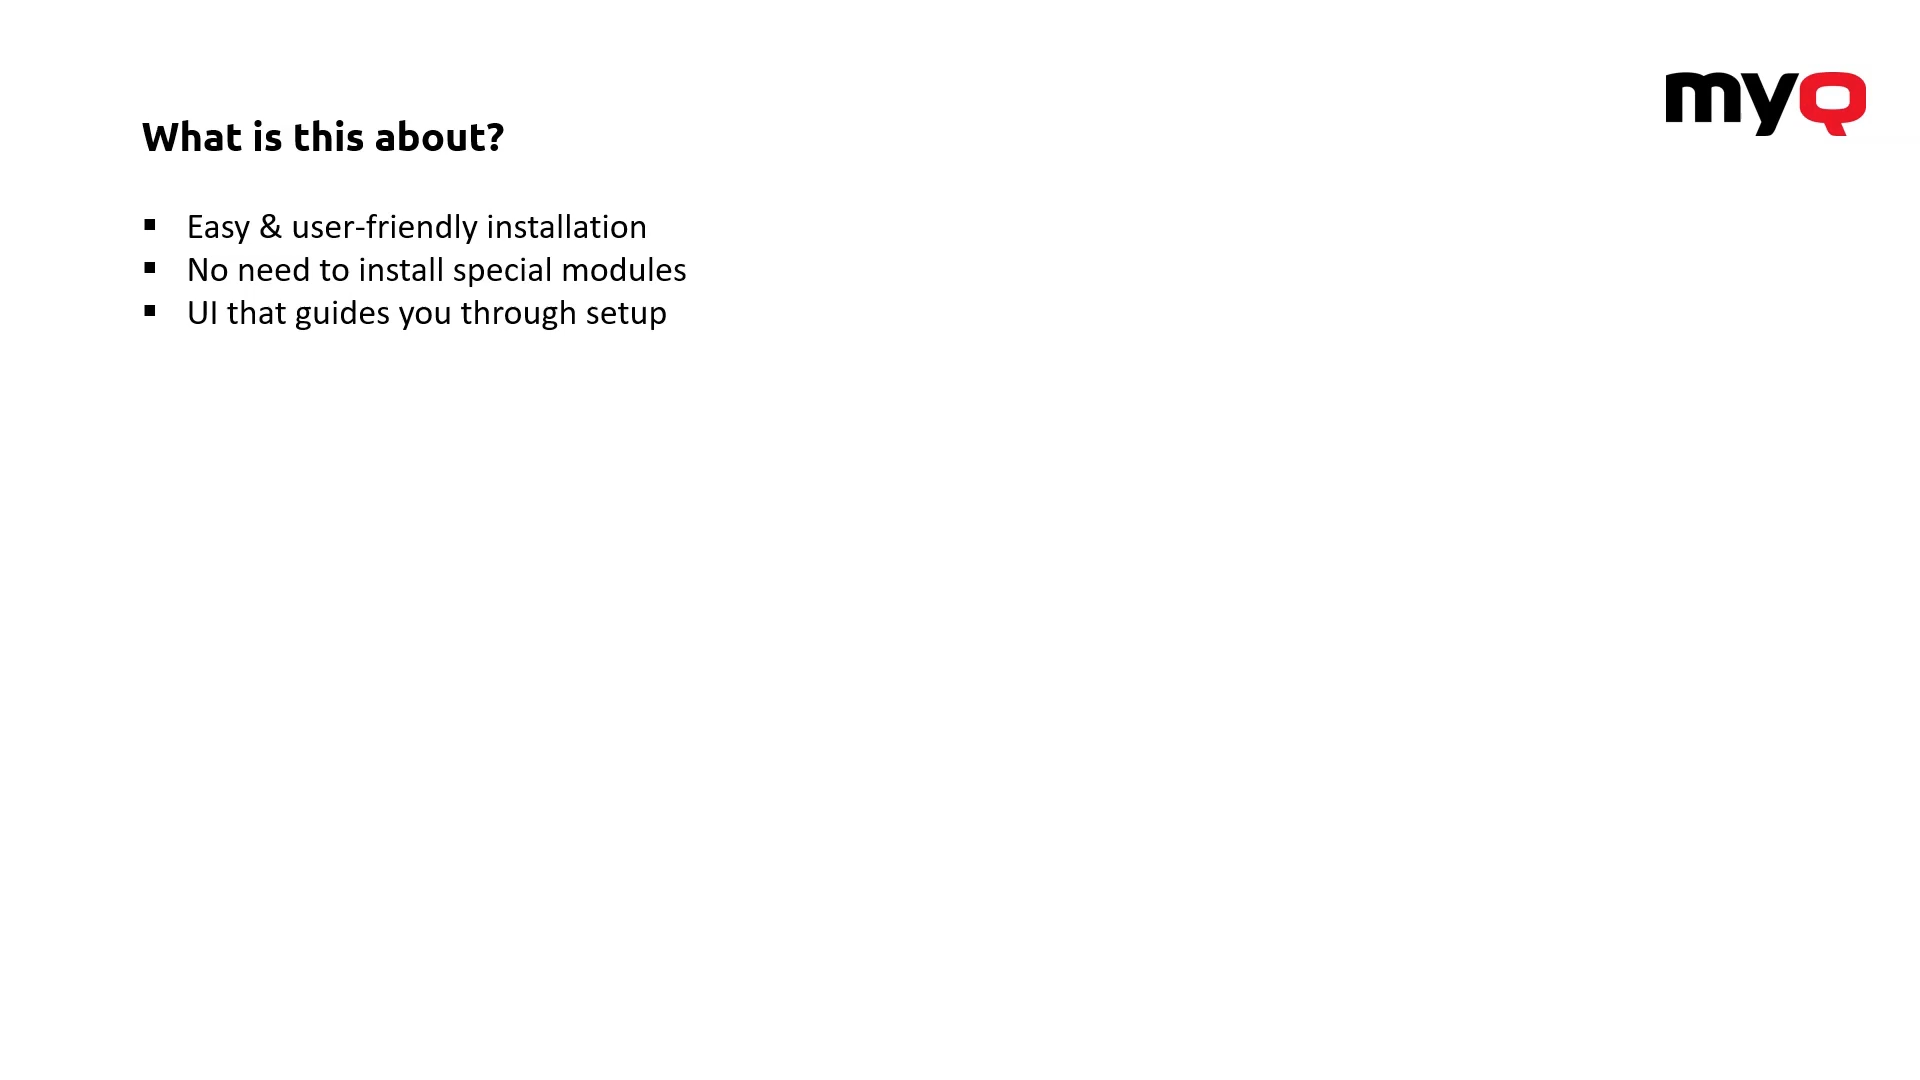 myQ
What is this about?
▪ Easy & user-friendly installation
▪ No need to install special modules
▪ UI that guides you through setup